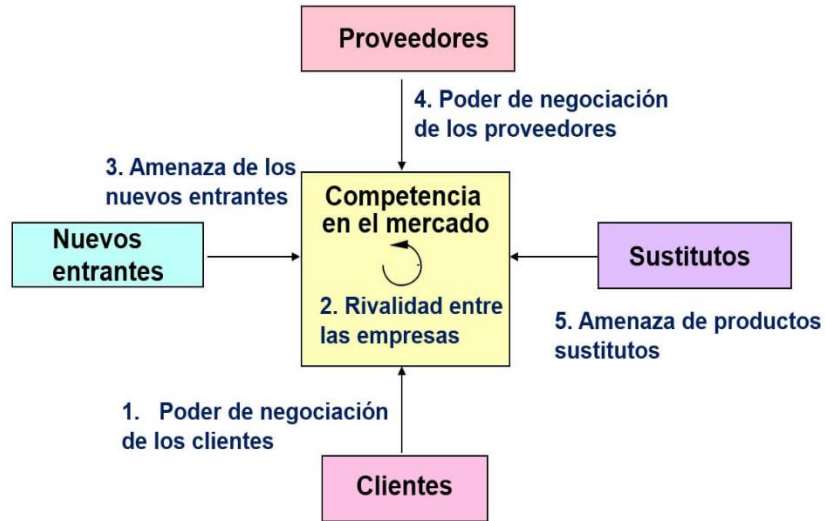 Proveedores
4. Poder de negociación
de los proveedores
3. Amenaza de los
nuevos entrantes
Competencia
en el mercado
Nuevos
entrantes
Sustitutos
2. Rivalidad entre
las empresas
5. Amenaza de productos
sustitutos
1. Poder de negociación
de los clientes
Clientes